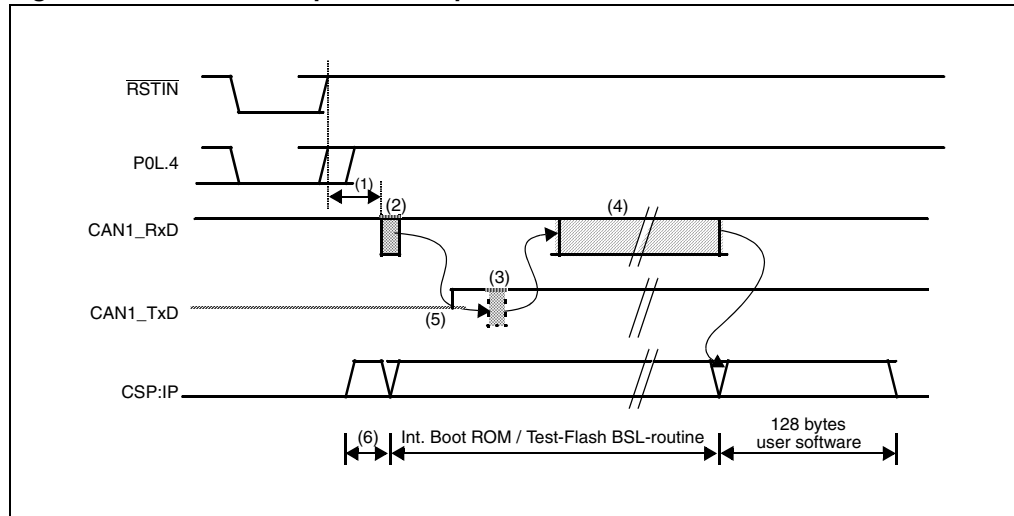 RSTIN
P0L.4
(1)
(2)
(4)
CAN1_RxD
(3)
CAN1_TxD
(5)
CSP:IP
(6)
Int. Boot ROM / Test-Flash BSL-routine
128 bytes
user software